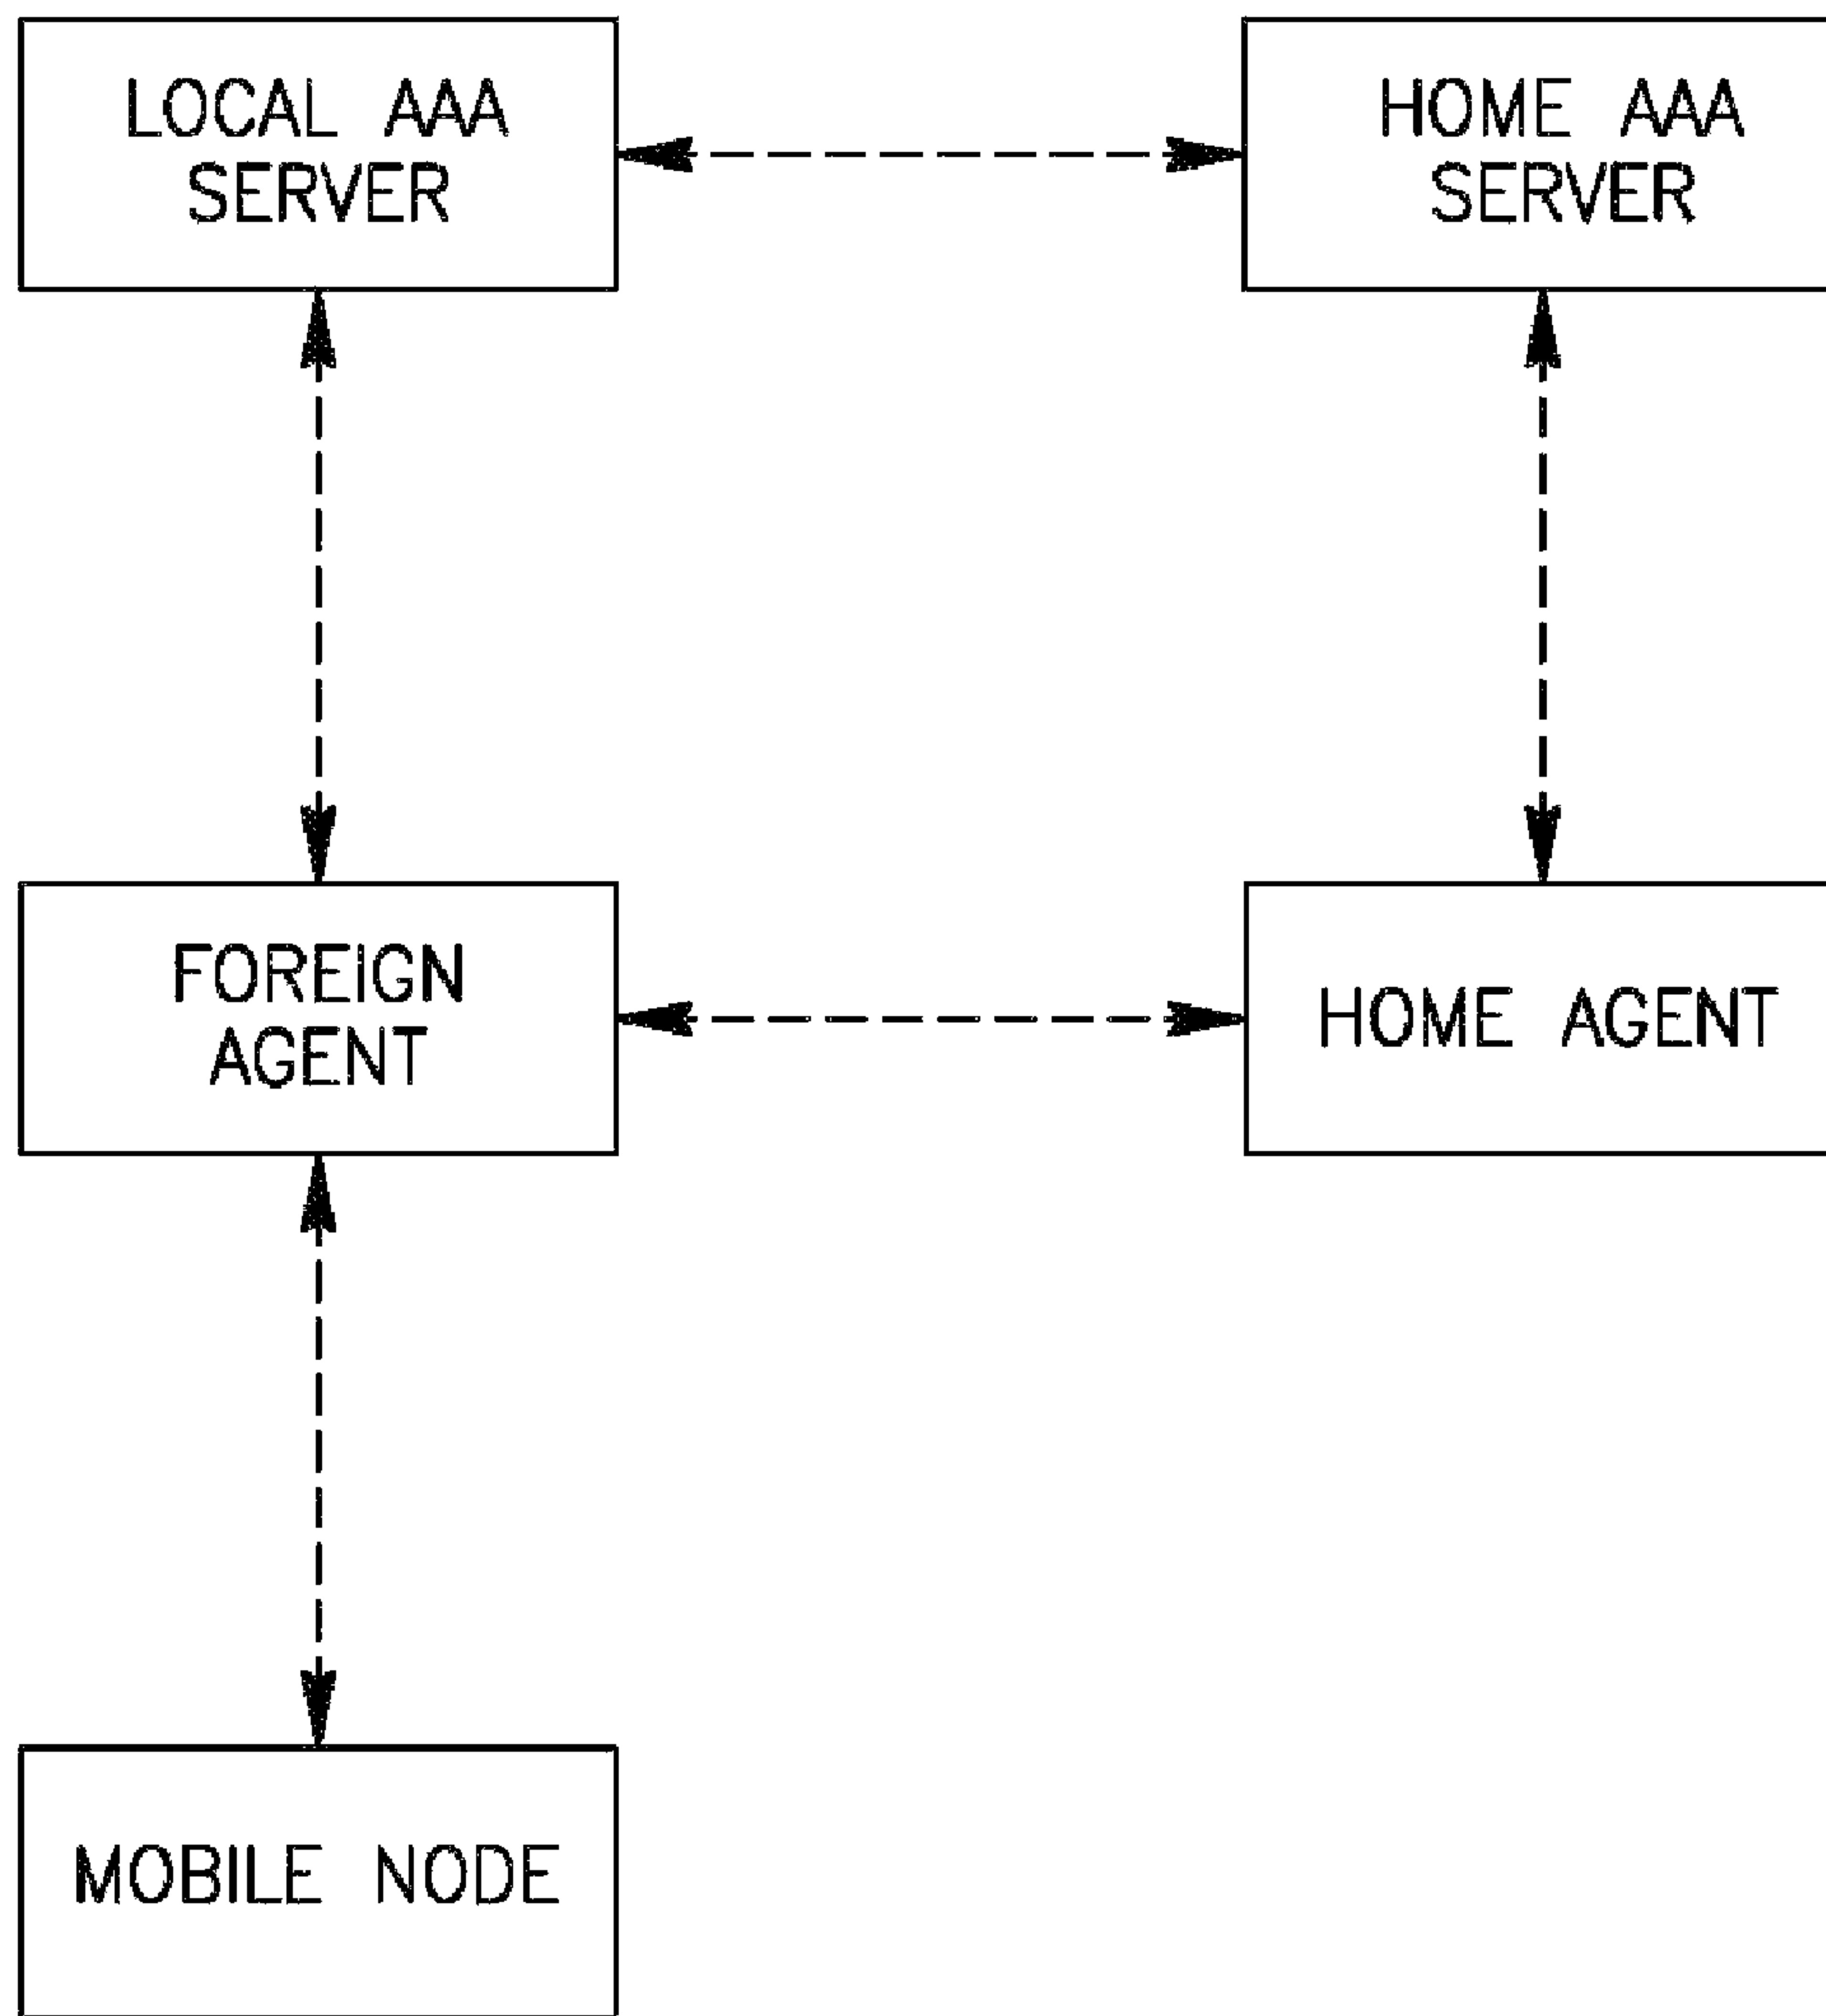 LOCAL AAA
SERVER
HOME AAA
SERVER
FOREIGN
AGENT
HOME AGENT
MOBILE NODE